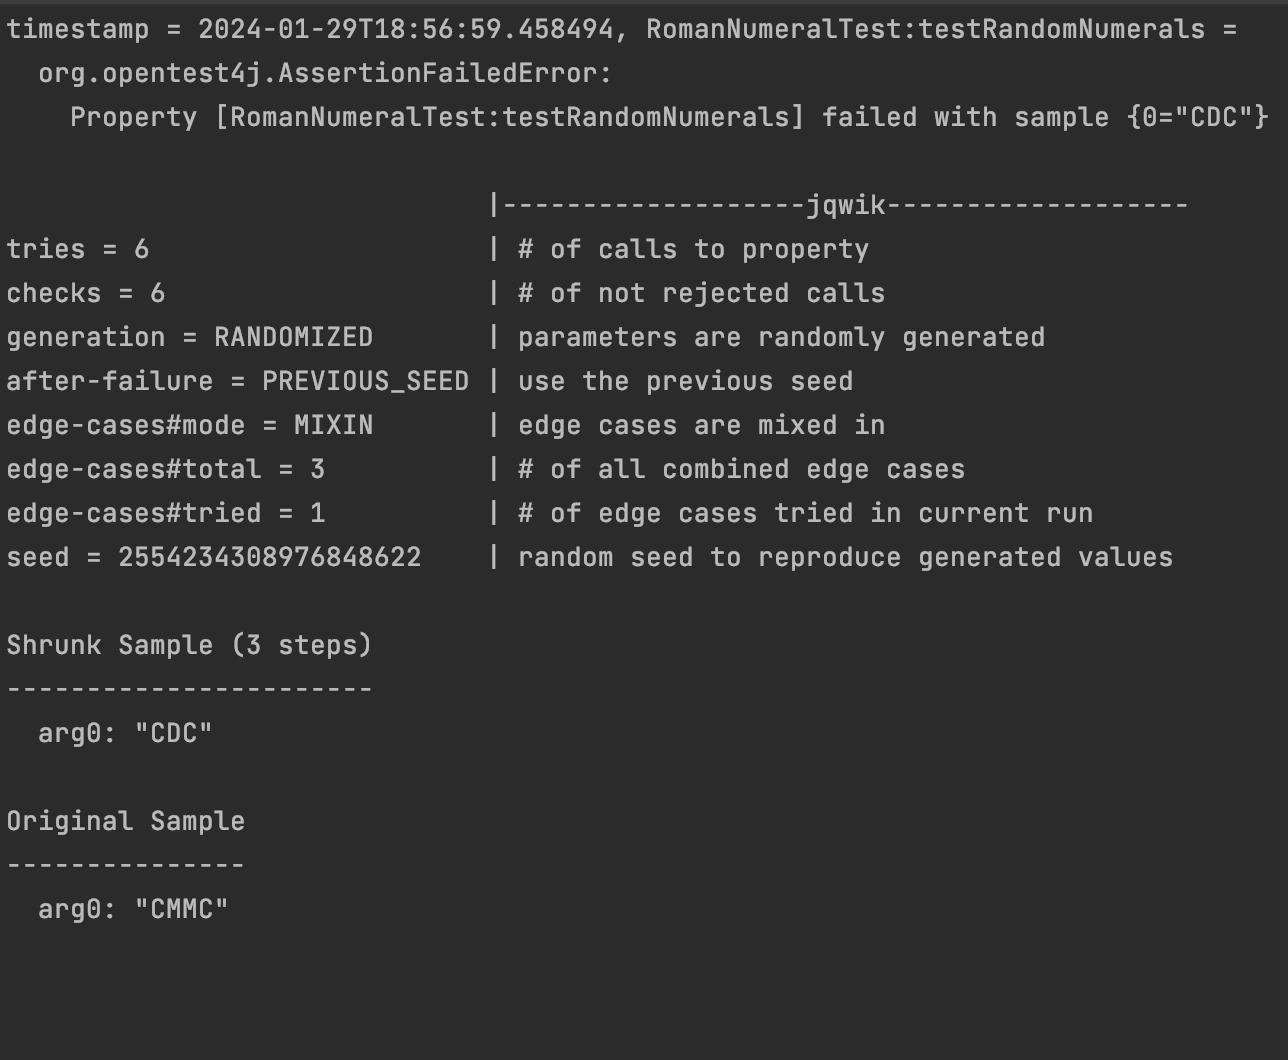 timestamp = 2024-01-29T18:56:59.458494, RomanNumeralTest:testRandomNumerals =
  org.opentest4j.AssertionFailedError:
    Property [RomanNumeralTest:testRandomNumerals] failed with sample {0="CDC"}

                              |-------------------jqwik-------------------
tries = 6                     | # of calls to property
checks = 6                    | # of not rejected calls
generation = RANDOMIZED       | parameters are randomly generated
after-failure = PREVIOUS_SEED | use the previous seed
edge-cases#mode = MIXIN       | edge cases are mixed in
edge-cases#total = 3          | # of all combined edge cases
edge-cases#tried = 1          | # of edge cases tried in current run
seed = 2554234308976848622    | random seed to reproduce generated values

Shrunk Sample (3 steps)
-----------------------
  arg0: "CDC"

Original Sample
---------------
  arg0: "CMMC"